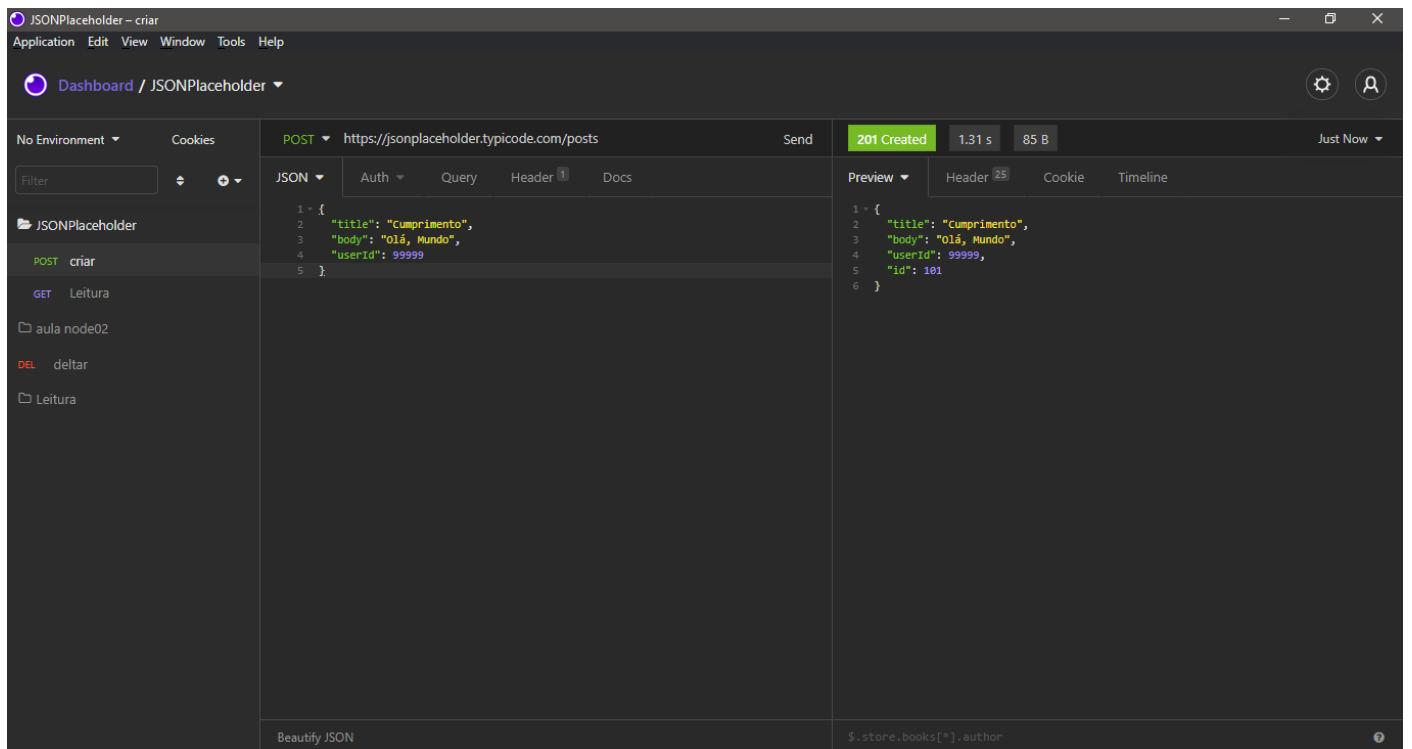 JSONPlaceholder – criar
Application Edit View Window Tools Help
Dashboard / JSONPlaceholder
No Environment
Cookies
Filter
JSONPlaceholder
POST criar
GET Leitura
aula node02
DEL deltar
Leitura
POST https://jsonplaceholder.typicode.com/posts Send
JSON Auth Query Header 1 Docs
1 {
2 "title": "Cumprimento",
3 "body": "Olá, Mundo",
4 "userId": 99999
5 }
Beautify JSON
201 Created 1.31 s 85 B Just Now
Preview Header 25 Cookie Timeline
1 {
2 "title": "Cumprimento",
3 "body": "Olá, Mundo",
4 "userId": 99999,
5 "id": 101
6 }
$.store.books[*].author